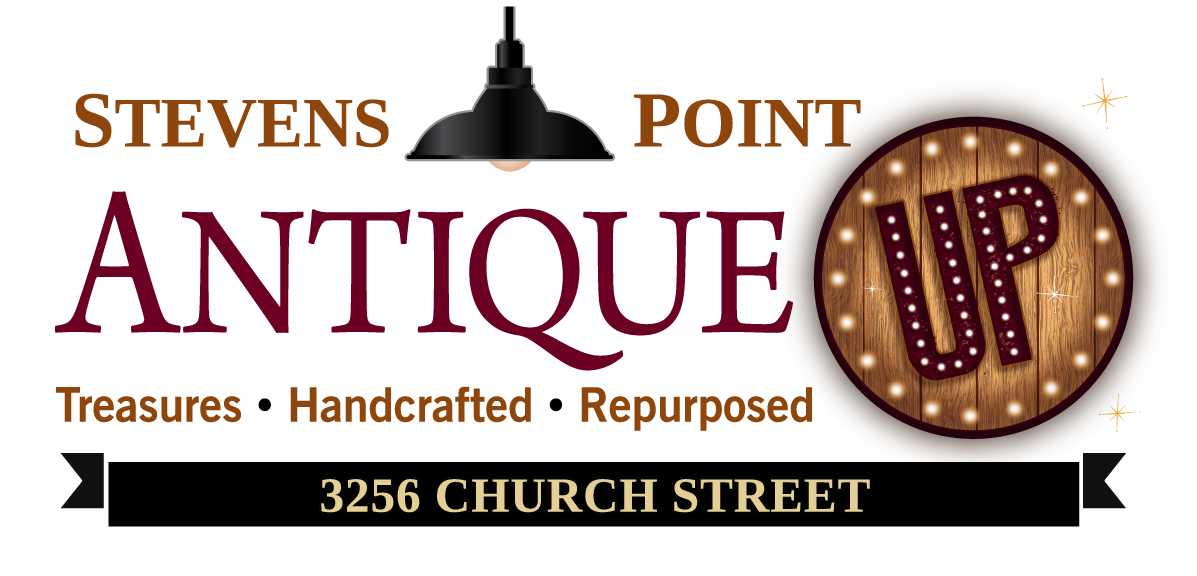 STEVENS POINT
ANTIQUE UP
Treasures • Handcrafted • Repurposed
3256 CHURCH STREET